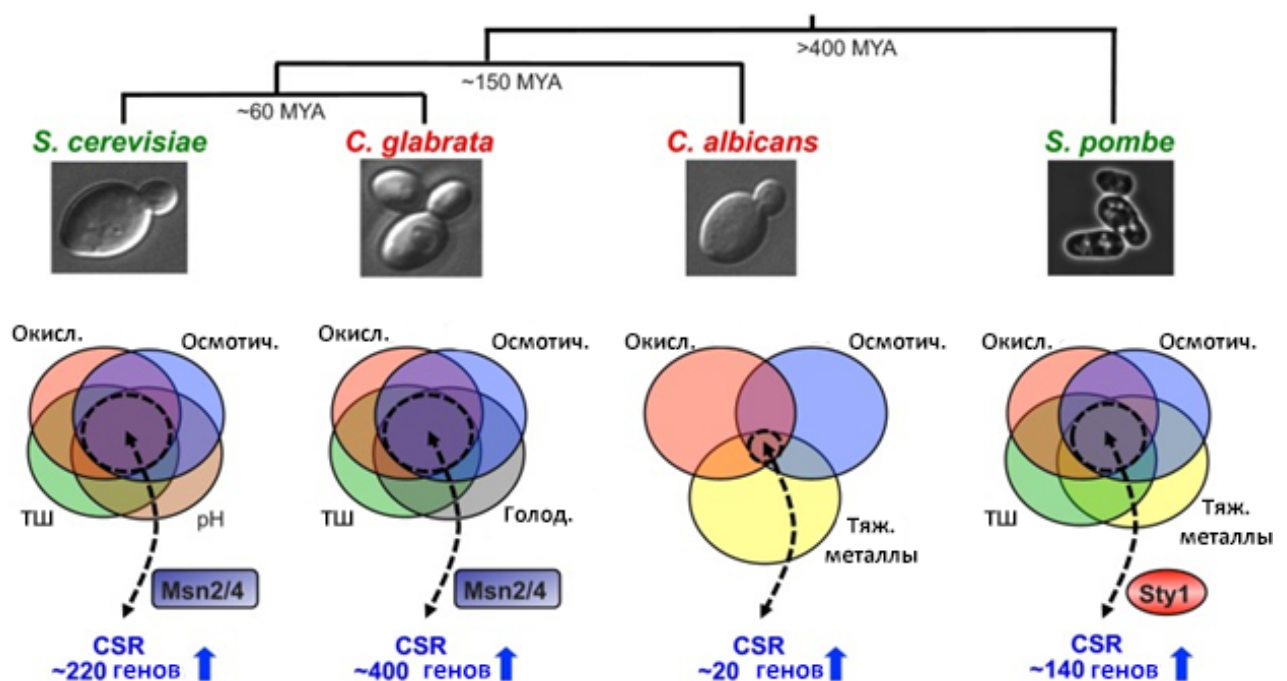 >400 MYA
~150 MYA
~60 MYA
S. cerevisiae
C. glabrata
C. albicans
S. pombe
Окисл.
Осмотич.
ТШ
pH
Msn2/4
CSR
~220 генов
Окисл.
Осмотич.
ТШ
Голод.
Msn2/4
CSR
~400 генов
Окисл.
Осмотич.
Тяж.
металлы
CSR
~20 генов
Окисл.
Осмотич.
ТШ
Тяж.
металлы
Sty1
CSR
~140 генов